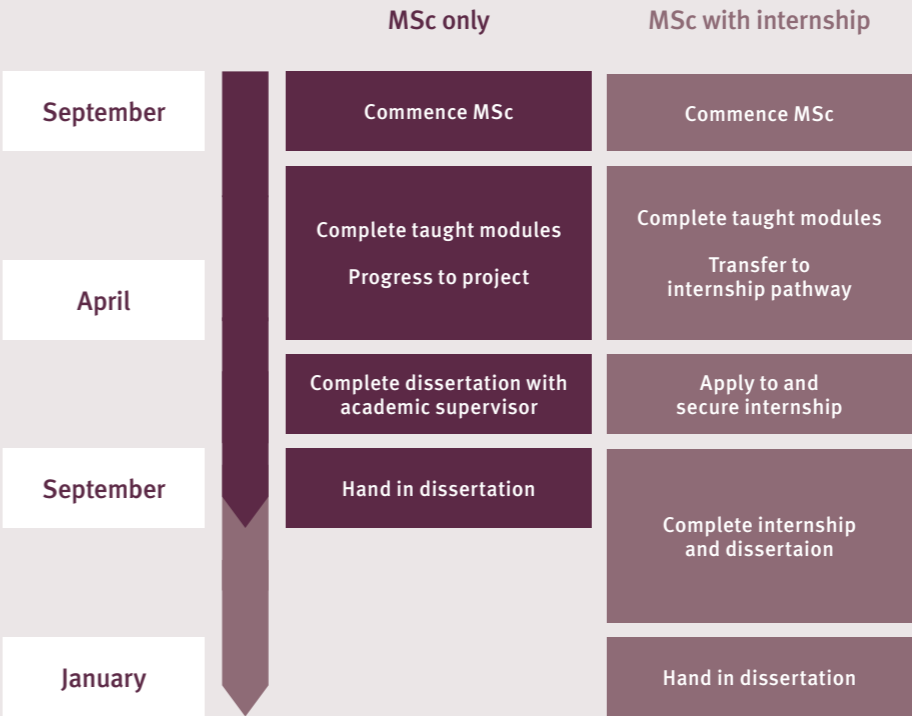 MSc only
MSc with internship
September
Commence MSc
Commence MSc
Complete taught modules
Progress to project
Complete taught modules
Transfer to
internship pathway
April
Complete dissertation with
academic supervisor
Apply to and
secure internship
September
Hand in dissertation
Complete internship
and dissertaion
January
Hand in dissertation